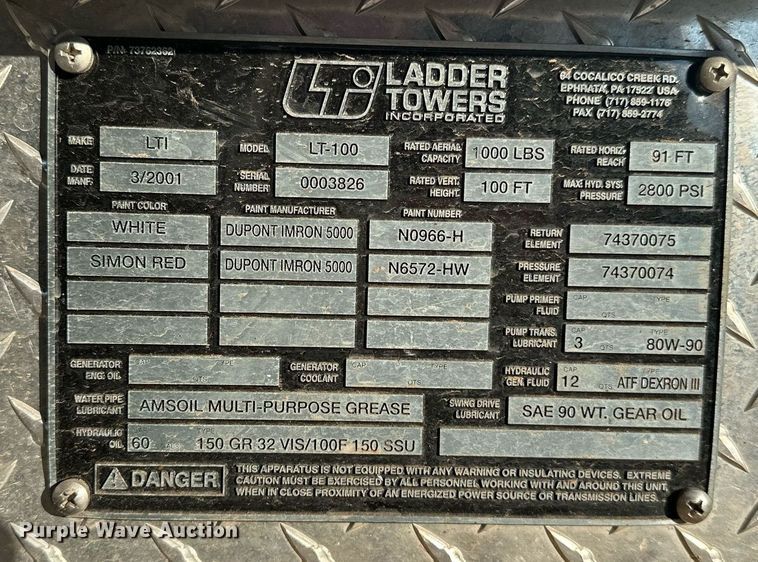 P/N: 73762362
LTI LADDER TOWERS INCORPORATED
64 COCALICO CREEK RD.
EPHRATA, PA 17522 USA
PHONE (717) 859-1176
FAX (717) 859-2774
MAKE LTI MODEL LT-100 RATED AERIAL CAPACITY 1000 LBS RATED HORIZ. REACH 91 FT
DATE MANF. 3/2001 SERIAL NUMBER 0003826 RATED VERT. HEIGHT 100 FT MAX. HYD. SYS. PRESSURE 2800 PSI
PAINT COLOR PAINT MANUFACTURER PAINT NUMBER
WHITE DUPONT IMRON 5000 N0966-H RETURN ELEMENT 74370075
SIMON RED DUPONT IMRON 5000 N6572-HW PRESSURE ELEMENT 74370074
PUMP PRIMER FLUID CAP. QTS. TYPE
PUMP TRANS. LUBRICANT CAP. 3 QTS. TYPE 80W-90
GENERATOR ENG. OIL TYPE QTS. GENERATOR COOLANT CAP. QTS. TYPE HYDRAULIC GEN. FLUID CAP. 12 QTS. TYPE ATF DEXRON III
WATER PIPE LUBRICANT AMSOIL MULTI-PURPOSE GREASE SWING DRIVE LUBRICANT SAE 90 WT. GEAR OIL
HYDRAULIC OIL 60 150 GR 32 VIS/100F 150 SSU
DANGER
THIS APPARATUS IS NOT EQUIPPED WITH ANY WARNING OR INSULATING DEVICES. EXTREME
CAUTION MUST BE EXERCISED BY ALL PERSONNEL WORKING WITH AND AROUND THIS UNIT,
WHEN IN CLOSE PROXIMITY OF AN ENERGIZED POWER SOURCE OR TRANSMISSION LINES.
Purple Wave Auction